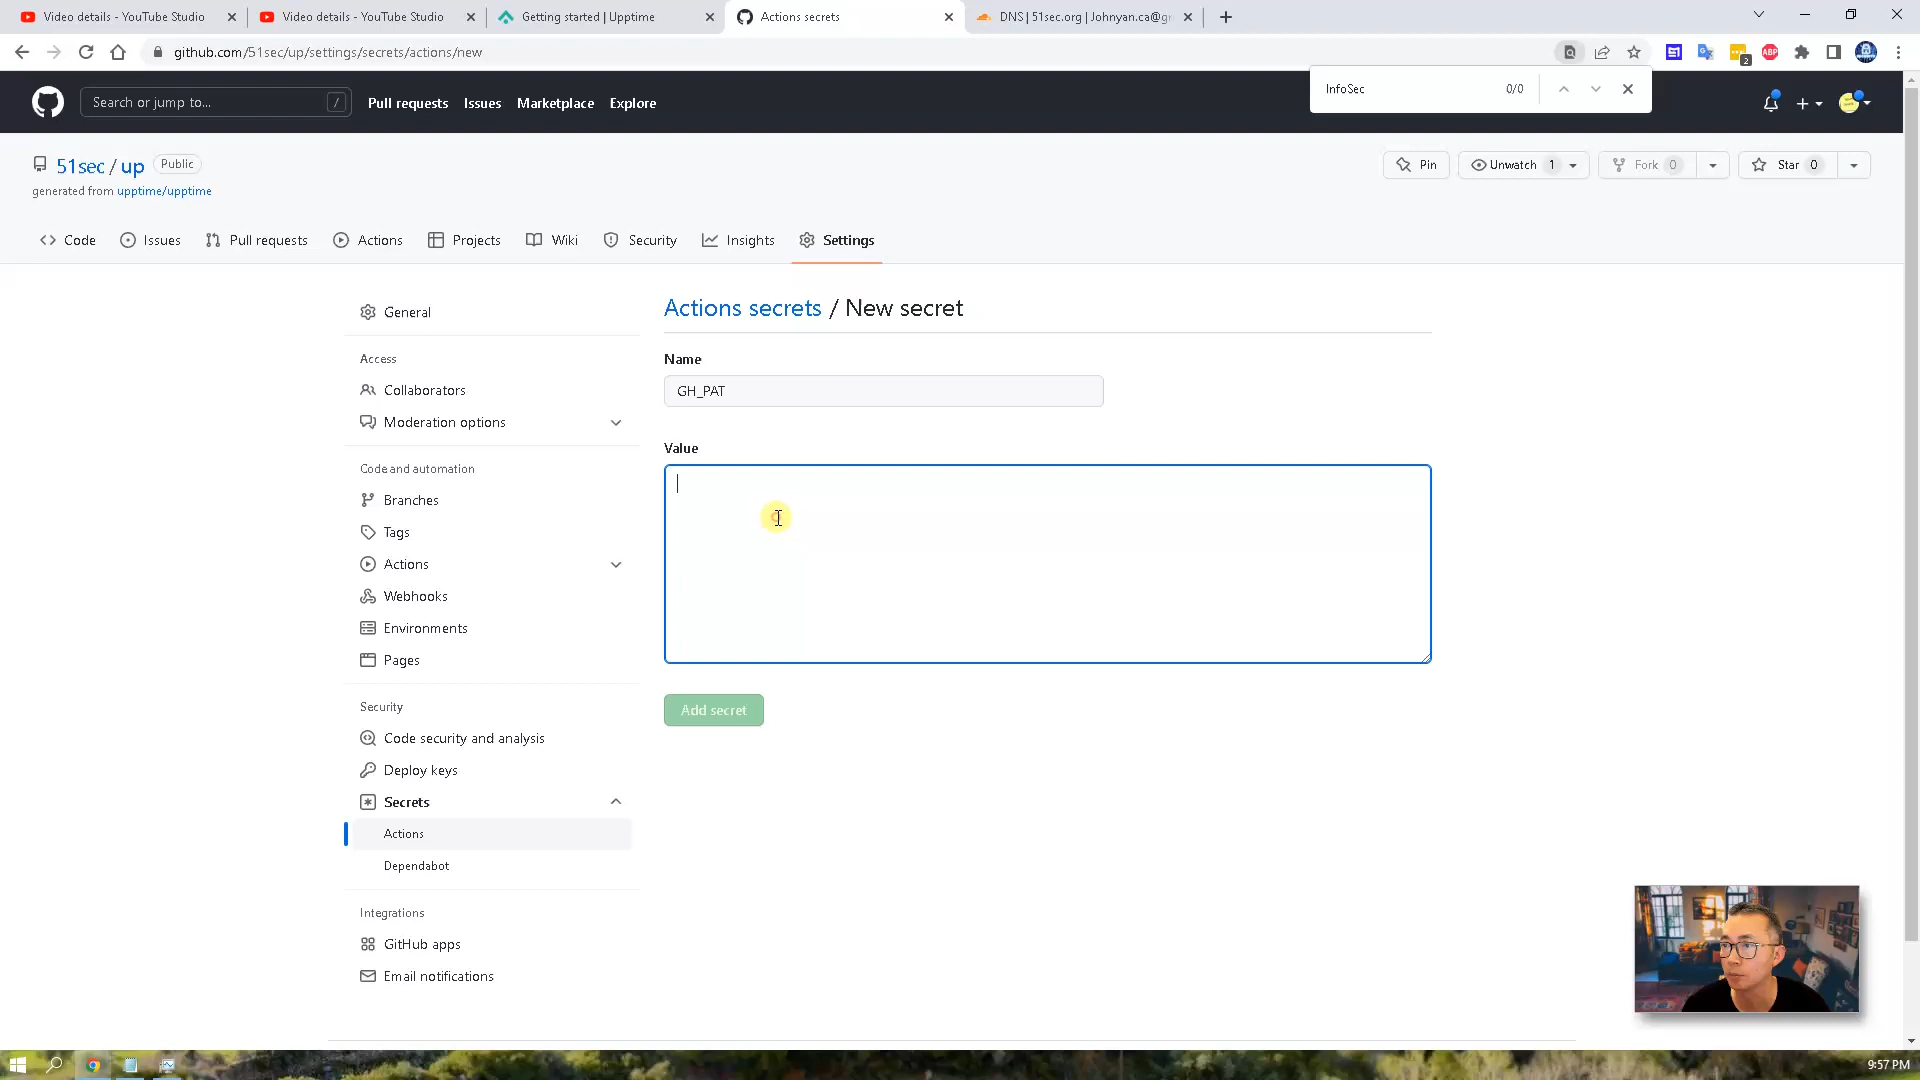 Video details - YouTube Studio
Video details - YouTube Studio
Getting started | Upptime
Actions secrets
DNS | 51sec.org | Johnyan.ca@g
github.com/51sec/up/settings/secrets/actions/new
2
ABP
InfoSec
0/0
Search or jump to...
/
Pull requests
Issues
Marketplace
Explore
51sec / up
Public
generated from upptime/upptime
Pin
Unwatch 1
Fork 0
Star 0
Code
Issues
Pull requests
Actions
Projects
Wiki
Security
Insights
Settings
General
Access
Collaborators
Moderation options
Code and automation
Branches
Tags
Actions
Webhooks
Environments
Pages
Security
Code security and analysis
Deploy keys
Secrets
Actions
Dependabot
Integrations
GitHub apps
Email notifications
Actions secrets / New secret
Name
GH_PAT
Value
Add secret
9:57 PM